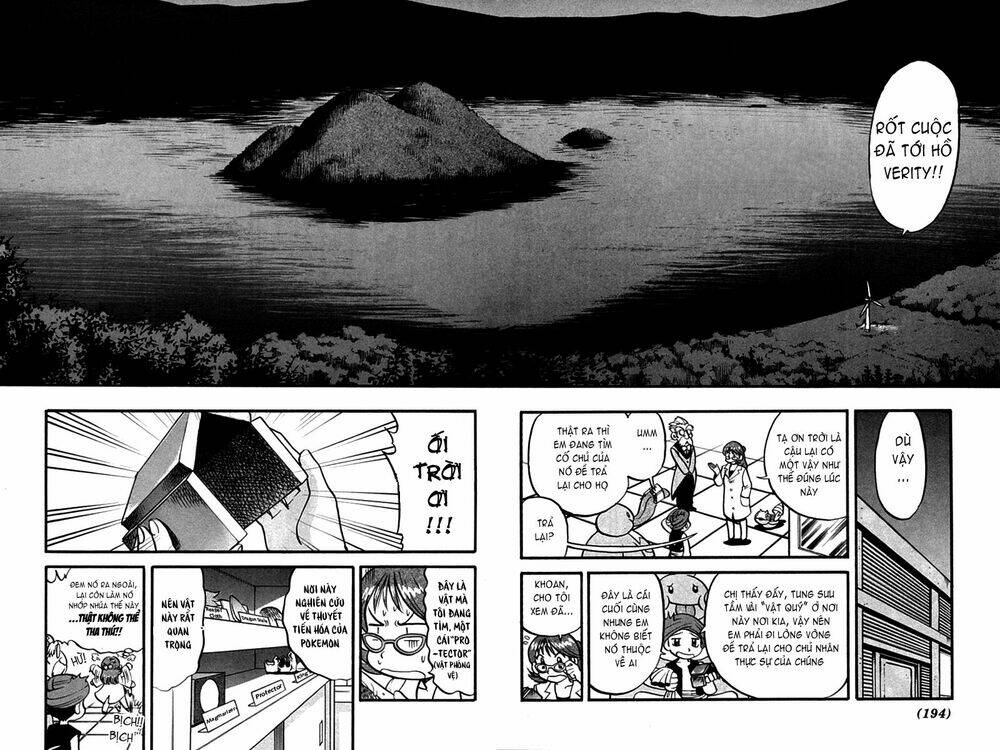 RỐT CUỘC
ĐÃ TỚI HỒ
VERITY!!
DÙ
VẬY
...
TẠ ƠN TRỜI LÀ
CẬU LẠI CÓ
MỘT VẬY NHƯ
THẾ ĐÚNG LÚC
NÀY
UMM
...
THẬT RA THÌ
EM ĐANG TÌM
CỐ CHỦ CỦA
NÓ ĐỂ TRẢ
LẠI CHO HỌ
TRẢ
LẠI?
CHỊ THẤY ĐẤY, TUNG SƯU
TẦM VÀI "VẬT QUÝ" Ở NƠI
NÀY NƠI KIA, VẬY NÊN
EM PHẢI ĐI LÒNG VÒNG
ĐỂ TRẢ LẠI CHO CHỦ NHÂN
THỰC SỰ CỦA CHÚNG
ĐÂY LÀ CÁI
CUỐI CÙNG
NHƯNG EM
KHÔNG BIẾT
NÓ THUỘC
VỀ AI
KHOAN,
CHO TÔI
XEM ĐÃ...
(194)
ỐI
TRỜI
ƠI
!!!
ĐÂY LÀ
VẬT MÀ
TÔI ĐANG
TÌM, MỘT
CÁI "PRO
-TECTOR"
(VẬT PHÒNG
VỆ)
NƠI NÀY
NGHIÊN CỨU
VỀ THUYẾT
TIẾN HÓA CỦA
POKEMON
NÊN VẬT
NÀY RẤT
QUAN
TRỌNG
Dragon Scale
Protector
Magmarizer
ĐEM NÓ RA NGOÀI,
LẠI CÒN LÀM NÓ
NHỚP NHÚA THẾ NÀY
...THẬT KHÔNG THỂ
THA THỨ!!
HỪ!
BỊCH!!
BỊCH!!